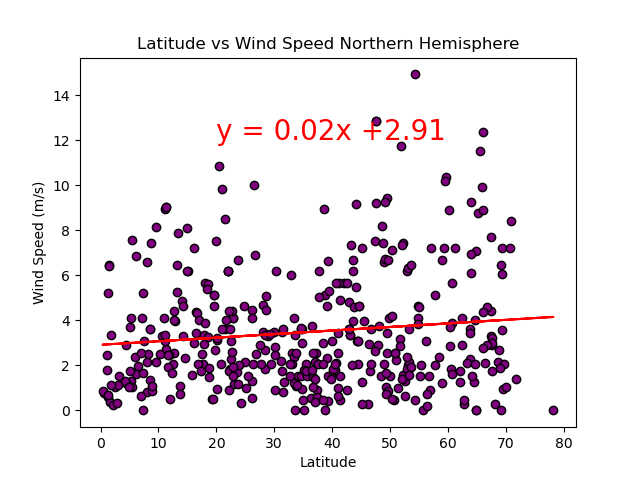 Latitude vs Wind Speed Northern Hemisphere
y = 0.02x +2.91
Wind Speed (m/s)
14
12
10
8
6
4
2
0
0 10 20 30 40 50 60 70 80
Latitude